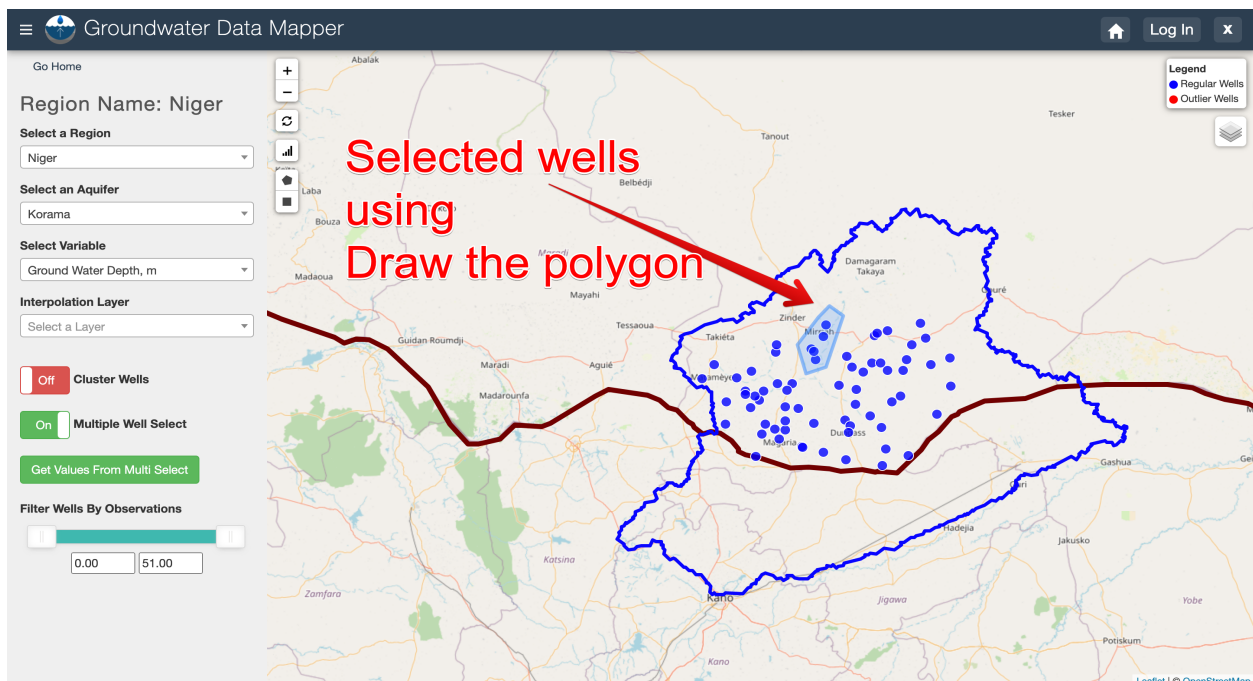 Groundwater Data Mapper
Log In
x
Go Home
Region Name: Niger
Select a Region
Niger
Select an Aquifer
Korama
Select Variable
Ground Water Depth, m
Interpolation Layer
Select a Layer
Off
Cluster Wells
On
Multiple Well Select
Get Values From Multi Select
Filter Wells By Observations
0.00
51.00
+
−
Legend
Regular Wells
Outlier Wells
Selected wells
using
Draw the polygon
Abalak
Tesker
Tanout
Belbédji
Laba
Bouza
Madaoua
Mayahi
Damagaram
Takaya
Zinder
Tessaoua
Takiéta
Guidan Roumdji
Maradi
Aguié
Madarounfa
Magaria
Gashua
Hadejia
Jakusko
Katsina
Zamfara
Kano
Jigawa
Yobe
Potiskum
Kano
Leaflet | © OpenStreetMap